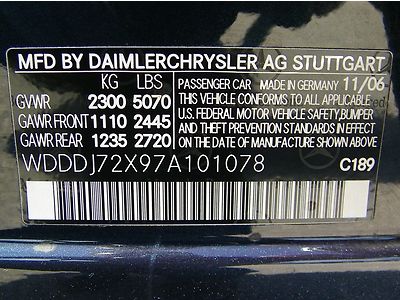 MFD BY DAIMLERCHRYSLER AG STUTTGART
KG LBS
GVWR 2300 5070
GAWR FRONT 1110 2445
GAWR REAR 1235 2720
PASSENGER CAR MADE IN GERMANY 11/06
THIS VEHICLE CONFORMS TO ALL APPLICABLE
U.S. FEDERAL MOTOR VEHICLE SAFETY, BUMPER,
AND THEFT PREVENTION STANDARDS IN EFFECT ON
THE DATE OF MANUFACTURE SHOWN ABOVE
WDDDJ72X97A101078
C189